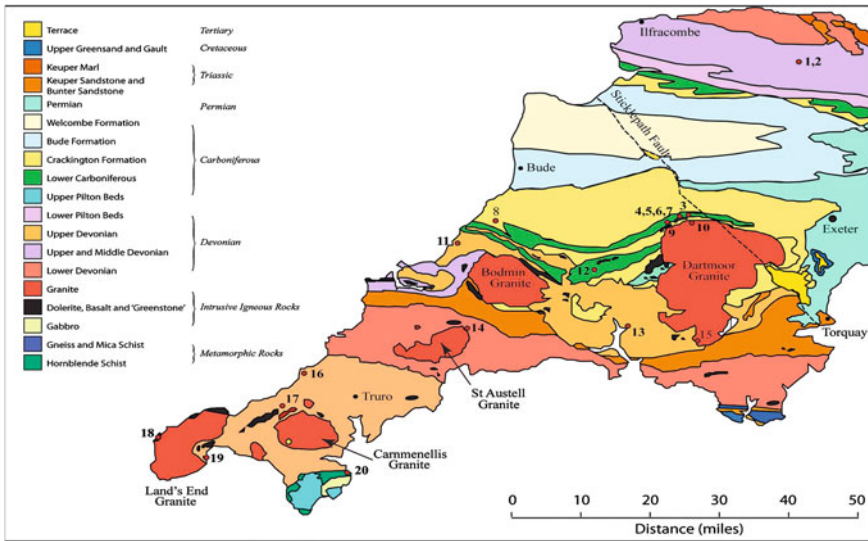 Terrace Tertiary
Upper Greensand and Gault Cretaceous
Keuper Marl
Keuper Sandstone and
Bunter Sandstone
Triassic
Permian Permian
Welcombe Formation
Bude Formation
Crackington Formation
Lower Carboniferous
Upper Pilton Beds
Carboniferous
Lower Pilton Beds
Upper Devonian
Upper and Middle Devonian
Lower Devonian
Devonian
Granite
Dolerite, Basalt and 'Greenstone'
Gabbro
Intrusive Igneous Rocks
Gneiss and Mica Schist
Hornblende Schist
Metamorphic Rocks
Ilfracombe
1,2
Sticklepath Fault
Bude
8
4,5,6,7
3
9
10
Exeter
11
12
Bodmin
Granite
Dartmoor
Granite
13
14
15
Torquay
St Austell
Granite
16
17
Truro
18
19
Carnmenellis
Granite
Land's End
Granite
20
0 10 20 30 40 50
Distance (miles)